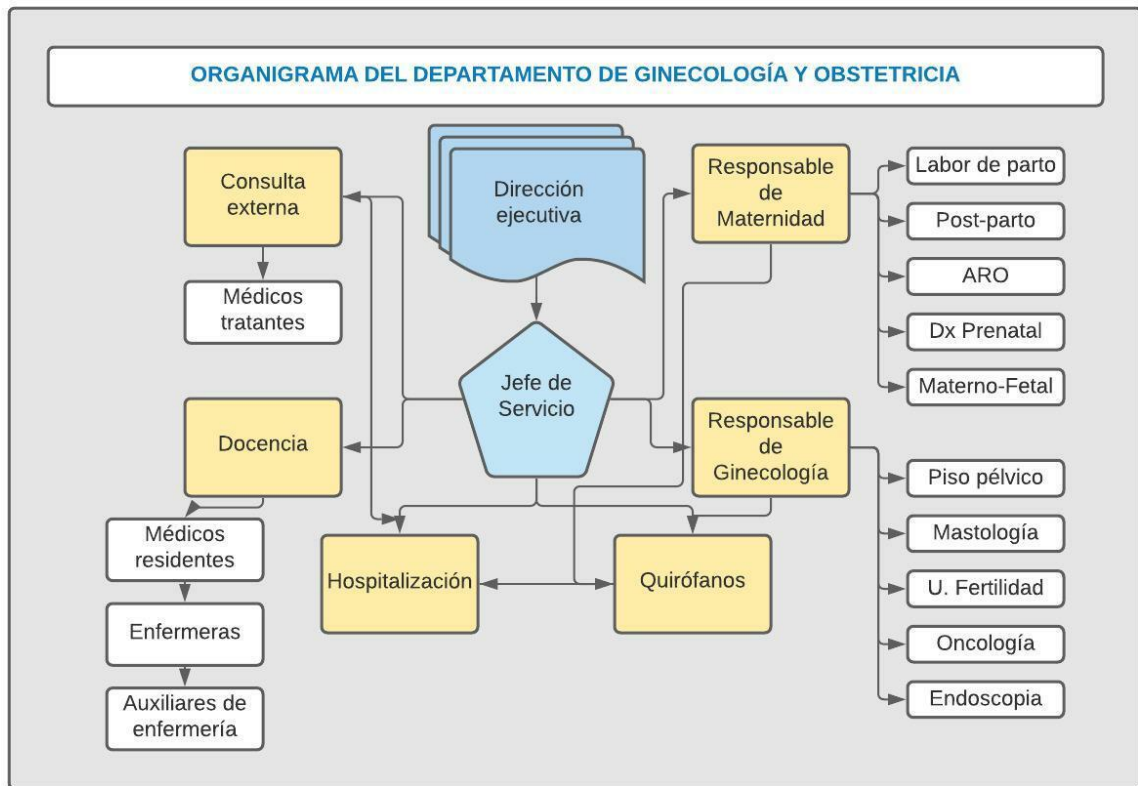 ORGANIGRAMA DEL DEPARTAMENTO DE GINECOLOGÍA Y OBSTETRICIA
Consulta
externa
Médicos
tratantes
Dirección
ejecutiva
Responsable
de
Maternidad
Labor de parto
Post-parto
ARO
Dx Prenatal
Materno-Fetal
Jefe de
Servicio
Docencia
Responsable
de
Ginecología
Piso pélvico
Mastología
U. Fertilidad
Oncología
Endoscopia
Médicos
residentes
Enfermeras
Auxiliares de
enfermería
Hospitalización
Quirófanos